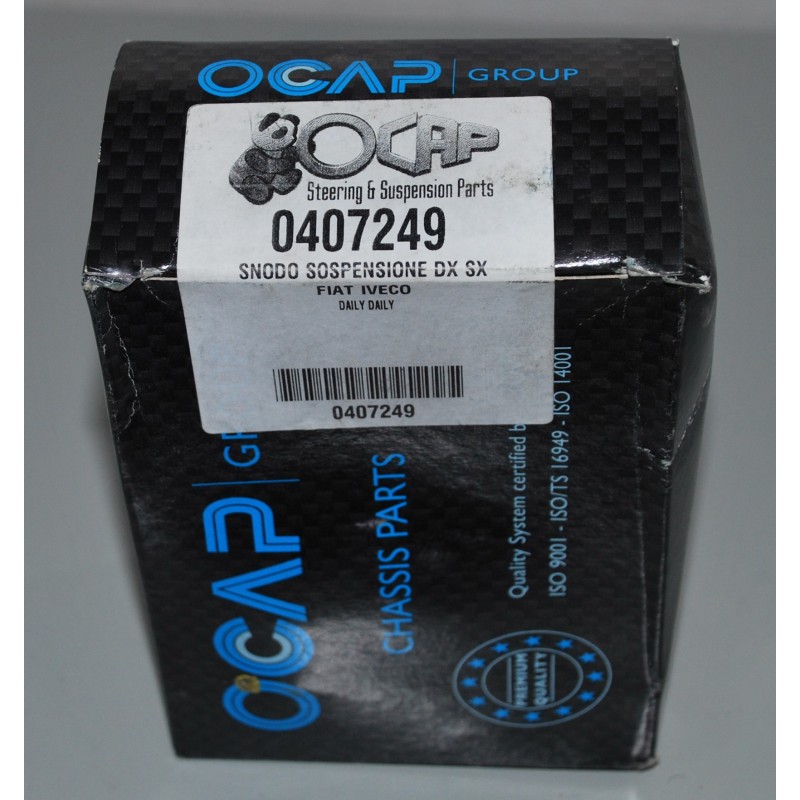 OCAP | GROUP
OCAP
Steering & Suspension Parts
0407249
SNODO SOSPENSIONE DX SX
FIAT IVECO
DAILY DAILY
0407249
OCAP | GR
CHASSIS PARTS
Quality System certified b
ISO 9001 - ISO/TS 16949 - ISO 14001
PREMIUM
QUALITY